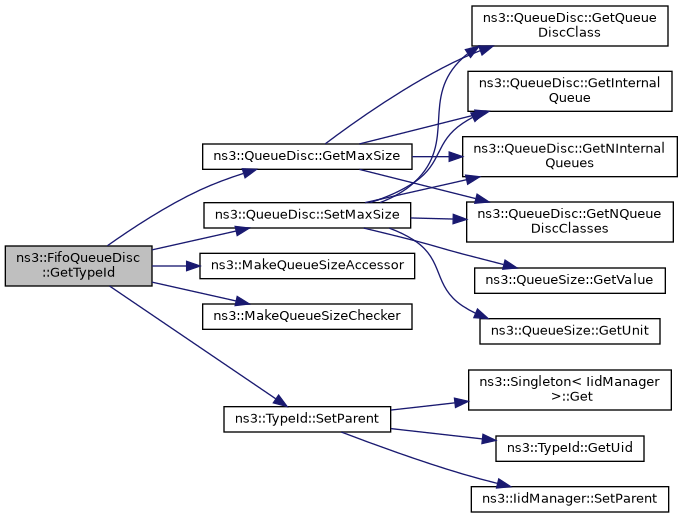 ns3::FifoQueueDisc
::GetTypeId
ns3::QueueDisc::GetMaxSize
ns3::QueueDisc::SetMaxSize
ns3::MakeQueueSizeAccessor
ns3::MakeQueueSizeChecker
ns3::TypeId::SetParent
ns3::QueueDisc::GetQueue
DiscClass
ns3::QueueDisc::GetInternal
Queue
ns3::QueueDisc::GetNInternal
Queues
ns3::QueueDisc::GetNQueue
DiscClasses
ns3::QueueSize::GetValue
ns3::QueueSize::GetUnit
ns3::Singleton< IidManager
>::Get
ns3::TypeId::GetUid
ns3::IidManager::SetParent